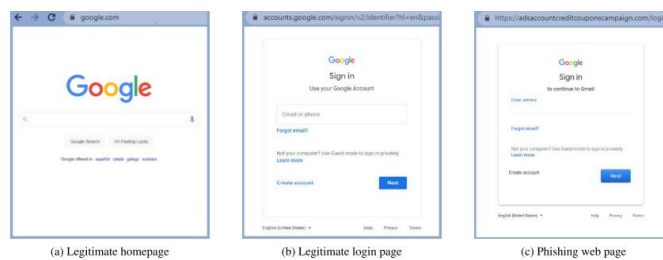 google.com
Google
Google Search I'm Feeling Lucky
Google offered in: español català galego euskara
(a) Legitimate homepage
accounts.google.com/signin/v2/identifier?hl=en&passi
Google
Sign in
Use your Google Account
Email or phone
Forgot email?
Not your computer? Use Guest mode to sign in privately.
Learn more
Create account Next
English (United States) Help Privacy Terms
(b) Legitimate login page
https://adsaccountcreditcouponscampaign.com/logi
Google
Sign in
to continue to Gmail
Forgot email?
Not your computer? Use Guest mode to sign in privately.
Learn more
Create account Next
English (United States) Help Privacy Terms
(c) Phishing web page